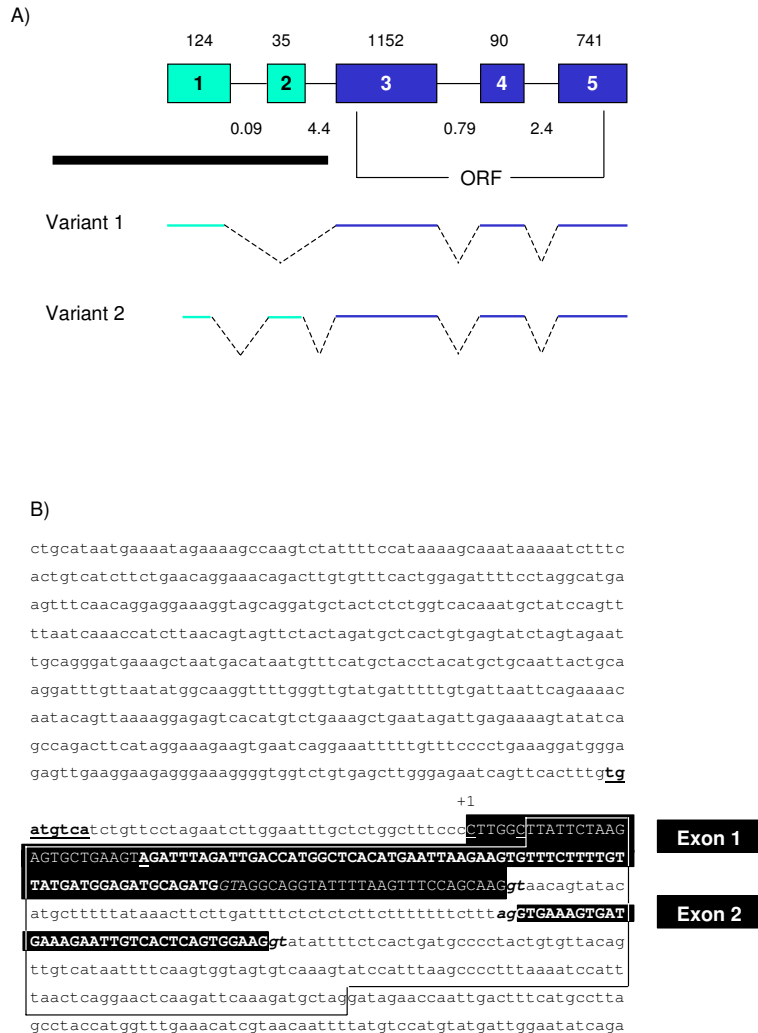 A)
124 35 1152 90 741
1 2 3 4 5
0.09 4.4 0.79 2.4
ORF
Variant 1
Variant 2
B)
ctgcataatgaaaatagaaaagccaagtctattttccataaaagcaaataaaaatctttc
actgtcatcttctgaacaggaaacagacttgtgtttcactggagattttcctaggcatga
agtttcaacaggaggaaaggtagcaggatgctactctctggtcacaaatgctatccagtt
ttaatcaaaccatcttaacagtagttctactagatgctcactgtgagtatctagtagaat
tgcagggatgaaagctaatgacataatgtttcatgctacctacatgctgcaattactgca
aggatttgttaatatggcaaggttttgggttgtatgatttttgtgattaattcagaaaac
aatacagttaaaaggagagtcacatgtctgaaagctgaatagattgagaaaagtatatca
gccagacttcataggaaagaagtgaatcaggaaatttttgtttcccctgaaaggatggga
gagttgaaggaagagggaaaggggtggtctgtgagcttgggagaatcagttcactttgtg
+1
atgtcatctgttcctagaatcttggaatttgctctggctttcccCTTGGCTTATTCTAAG
Exon 1
AGTGCTGAAGTAGATTTAGATTGACCATGGCTCACATGAATTAAGAAGTGTTTCTTTTGT
TATGATGGAGATGCAGATGGTAGGCAGGTATTTTAAGTTTCCAGCAAGgtaacagtatac
atgctttttataaacttcttgattttctctctcttctttttttctttagGTGAAAGTGAT
Exon 2
GAAAGAATTGTCACTCAGTGGAAGgtatattttctcactgatgcccctactgtgttacag
ttgtcataattttcaagtggtagtgtcaaagtatccatttaagcccctttaaaatccatt
taactcaggaactcaagattcaaagatgctaggatagaaccaattgactttcatgcctta
gcctaccatggtttgaaacatcgtaacaattttatgtccatgtatgattggaatatcaga